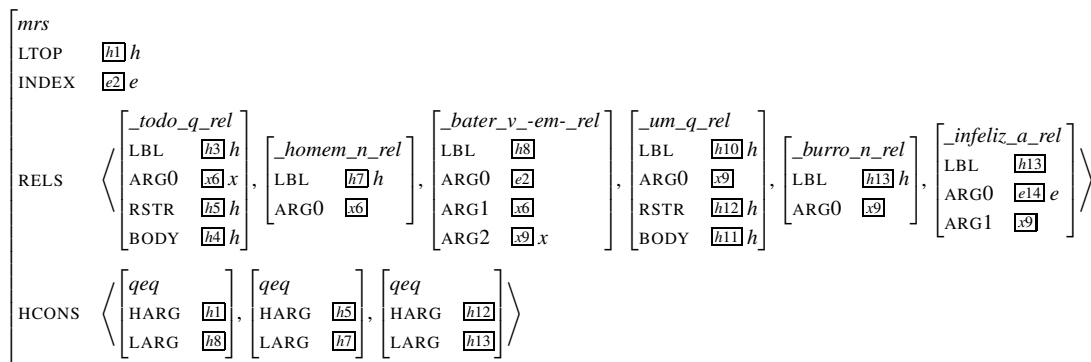 mrs
LTOP h1 h
INDEX e2 e
RELS ⟨ [ _todo_q_rel LBL h3 h ARG0 x6 x RSTR h5 h BODY h4 h ] , [ _homem_n_rel LBL h7 h ARG0 x6 ] , [ _bater_v_-em-_rel LBL h8 ARG0 e2 ARG1 x6 ARG2 x9 x ] , [ _um_q_rel LBL h10 h ARG0 x9 RSTR h12 h BODY h11 h ] , [ _burro_n_rel LBL h13 h ARG0 x9 ] , [ _infeliz_a_rel LBL h13 ARG0 e14 e ARG1 x9 ] ⟩
HCONS ⟨ [ qeq HARG h1 LARG h8 ] , [ qeq HARG h5 LARG h7 ] , [ qeq HARG h12 LARG h13 ] ⟩